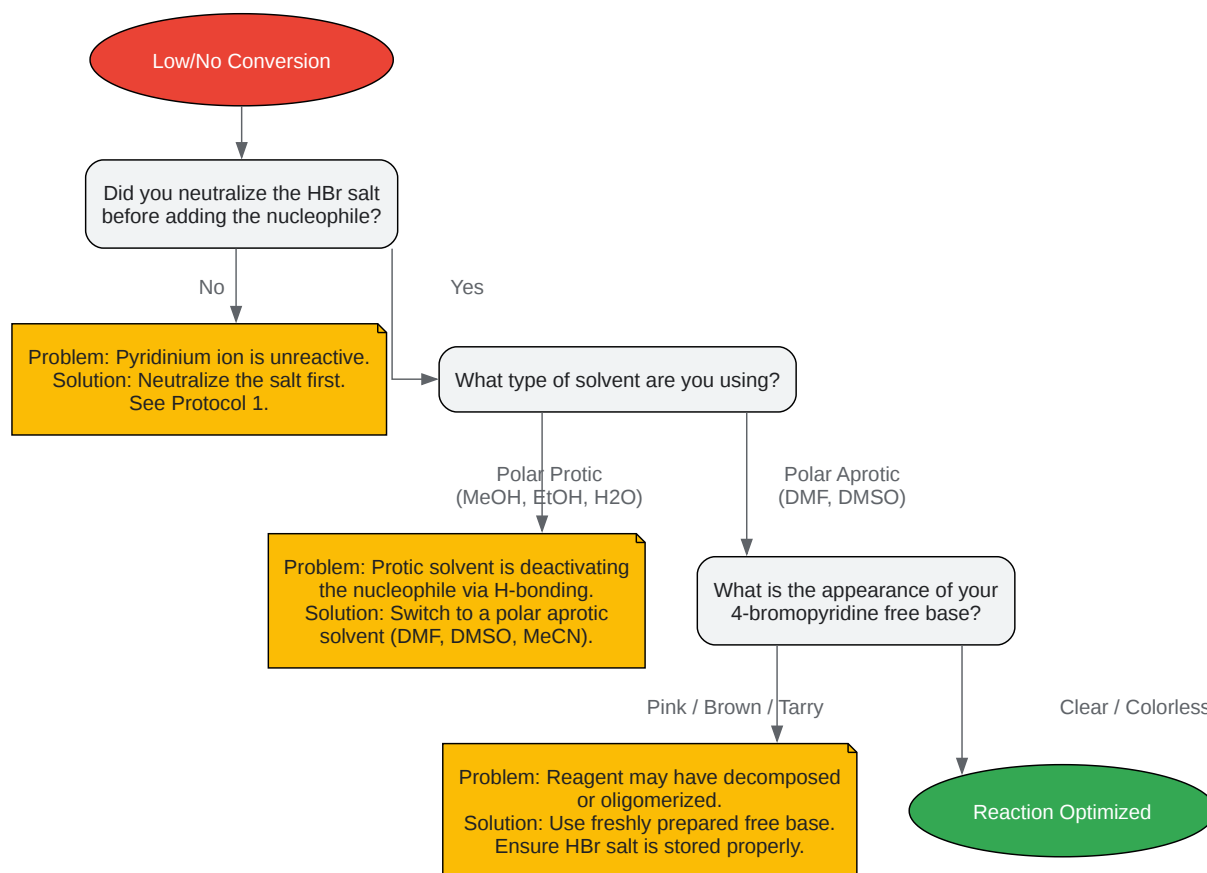 Low/No Conversion
Did you neutralize the HBr salt
before adding the nucleophile?
No
Yes
Problem: Pyridinium ion is unreactive.
Solution: Neutralize the salt first.
See Protocol 1.
What type of solvent are you using?
Polar Protic
(MeOH, EtOH, H2O)
Polar Aprotic
(DMF, DMSO)
Problem: Protic solvent is deactivating
the nucleophile via H-bonding.
Solution: Switch to a polar aprotic
solvent (DMF, DMSO, MeCN).
What is the appearance of your
4-bromopyridine free base?
Pink / Brown / Tarry
Clear / Colorless
Problem: Reagent may have decomposed
or oligomerized.
Solution: Use freshly prepared free base.
Ensure HBr salt is stored properly.
Reaction Optimized